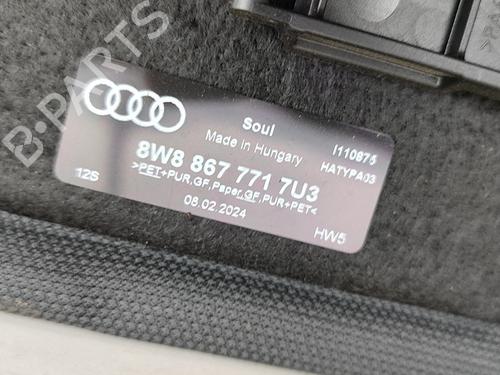 B-PARTS
Soul
Made in Hungary
I110875
HATYPA03
8W8 867 771 7U3
>PET+PUR,GF,Paper,GF,PUR+PET<
12S
08.02.2024
HW5